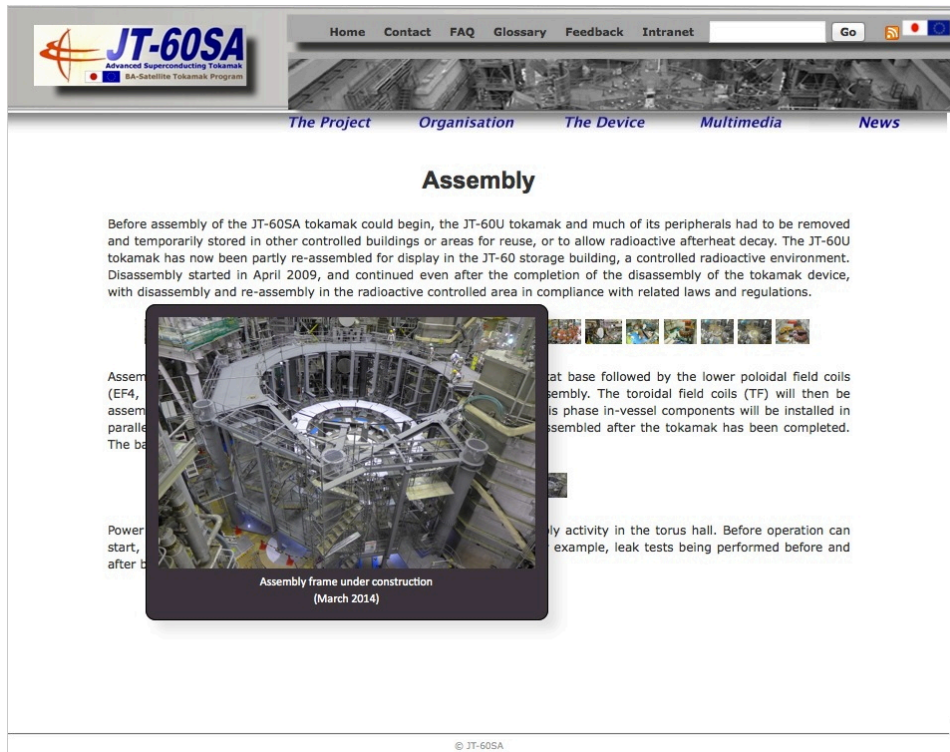 JT-60SA
Advanced Superconducting Tokamak
BA-Satellite Tokamak Program
Home Contact FAQ Glossary Feedback Intranet Go
The Project Organisation The Device Multimedia News
Assembly
Before assembly of the JT-60SA tokamak could begin, the JT-60U tokamak and much of its peripherals had to be removed
and temporarily stored in other controlled buildings or areas for reuse, or to allow radioactive afterheat decay. The JT-60U
tokamak has now been partly re-assembled for display in the JT-60 storage building, a controlled radioactive environment.
Disassembly started in April 2009, and continued even after the completion of the disassembly of the tokamak device,
with disassembly and re-assembly in the radioactive controlled area in compliance with related laws and regulations.
base followed by the lower poloidal field coils
(EF4, The toroidal field coils (TF) will then be
phase in-vessel components will be installed in
after the tokamak has been completed.
The
Power activity in the torus hall. Before operation can
start, example, leak tests being performed before and
after
Assembly frame under construction
(March 2014)
© JT-60SA